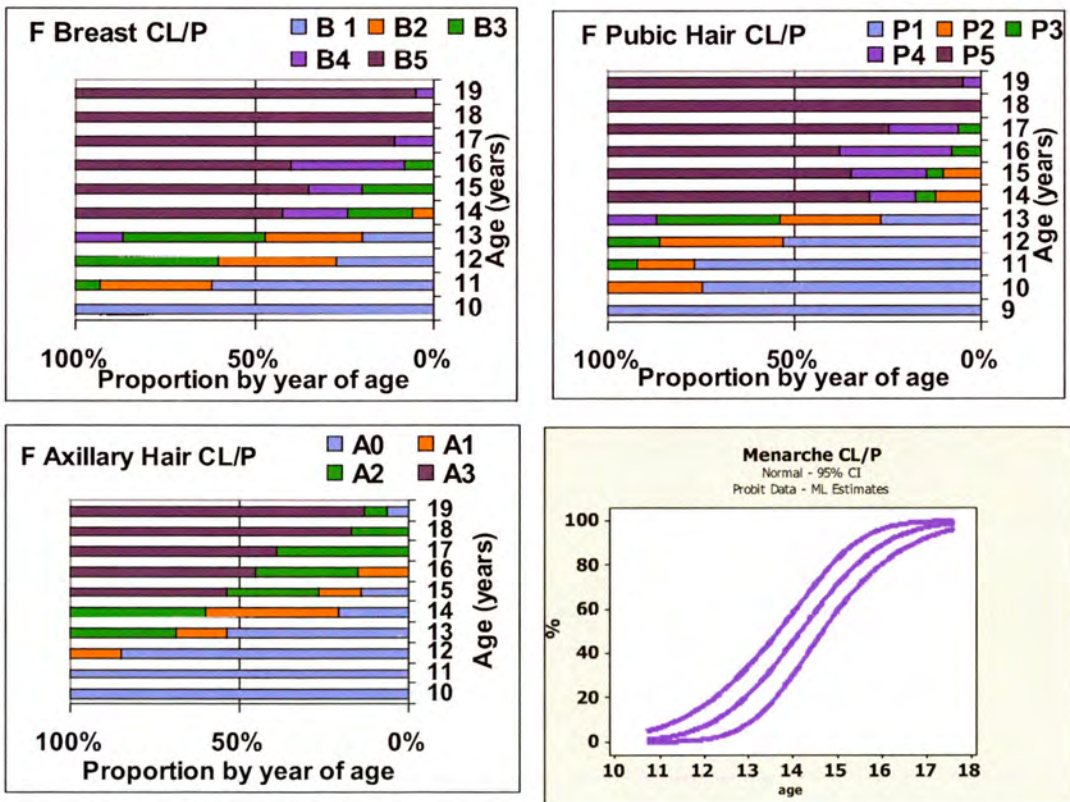 F Breast CL/P
B 1 B2 B3
B4 B5
19
18
17
16
15
14
13
12
11
10
Age (years)
100% 50% 0%
Proportion by year of age
F Pubic Hair CL/P
P1 P2 P3
P4 P5
19
18
17
16
15
14
13
12
11
10
9
Age (years)
100% 50% 0%
Proportion by year of age
F Axillary Hair CL/P
A0 A1
A2 A3
19
18
17
16
15
14
13
12
11
10
Age (years)
100% 50% 0%
Proportion by year of age
Menarche CL/P
Normal - 95% CI
Probit Data - ML Estimates
100
80
60
40
20
0
%
10 11 12 13 14 15 16 17 18
age